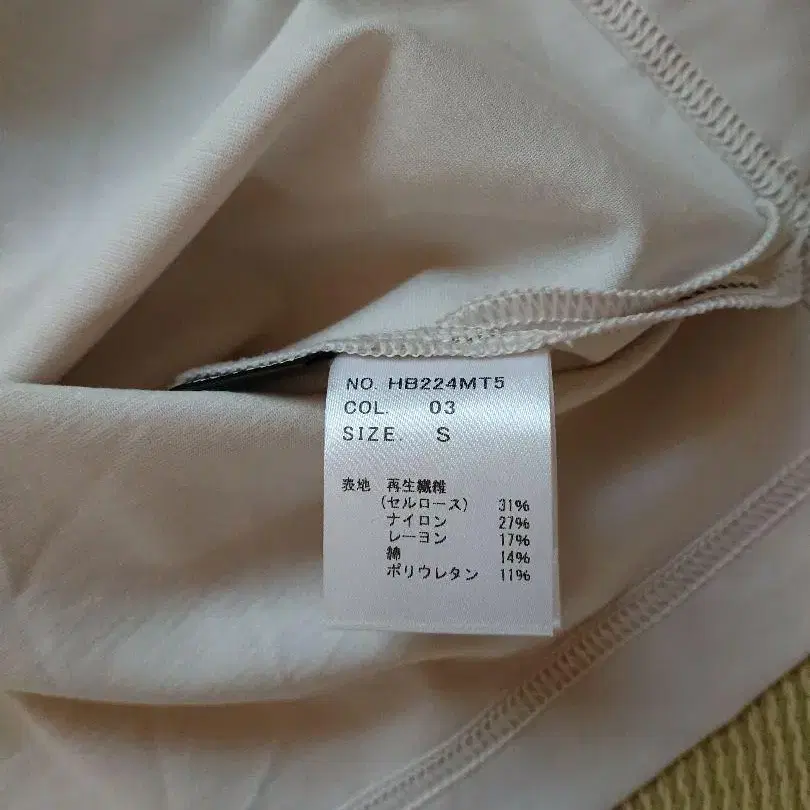 NO. HB224MT5
COL. 03
SIZE. S
表地 再生繊維
(セルロース) 31%
ナイロン 27%
レーヨン 17%
綿 14%
ポリウレタン 11%